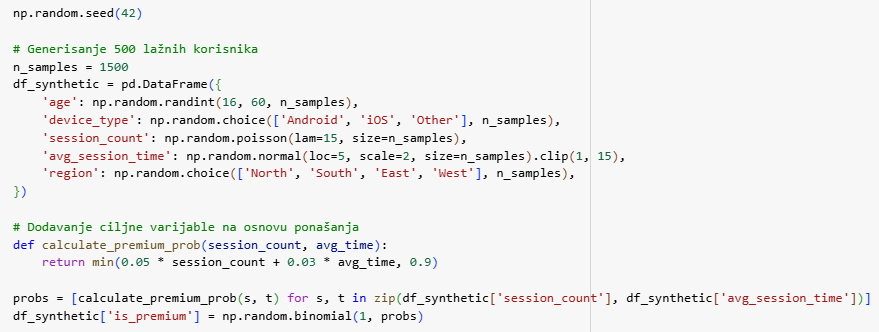 np.random.seed(42)
# Generisanje 500 lažnih korisnika
n_samples = 1500
df_synthetic = pd.DataFrame({
    'age': np.random.randint(16, 60, n_samples),
    'device_type': np.random.choice(['Android', 'iOS', 'Other'], n_samples),
    'session_count': np.random.poisson(lam=15, size=n_samples),
    'avg_session_time': np.random.normal(loc=5, scale=2, size=n_samples).clip(1, 15),
    'region': np.random.choice(['North', 'South', 'East', 'West'], n_samples),
})
# Dodavanje ciljne varijable na osnovu ponašanja
def calculate_premium_prob(session_count, avg_time):
    return min(0.05 * session_count + 0.03 * avg_time, 0.9)
probs = [calculate_premium_prob(s, t) for s, t in zip(df_synthetic['session_count'], df_synthetic['avg_session_time'])]
df_synthetic['is_premium'] = np.random.binomial(1, probs)